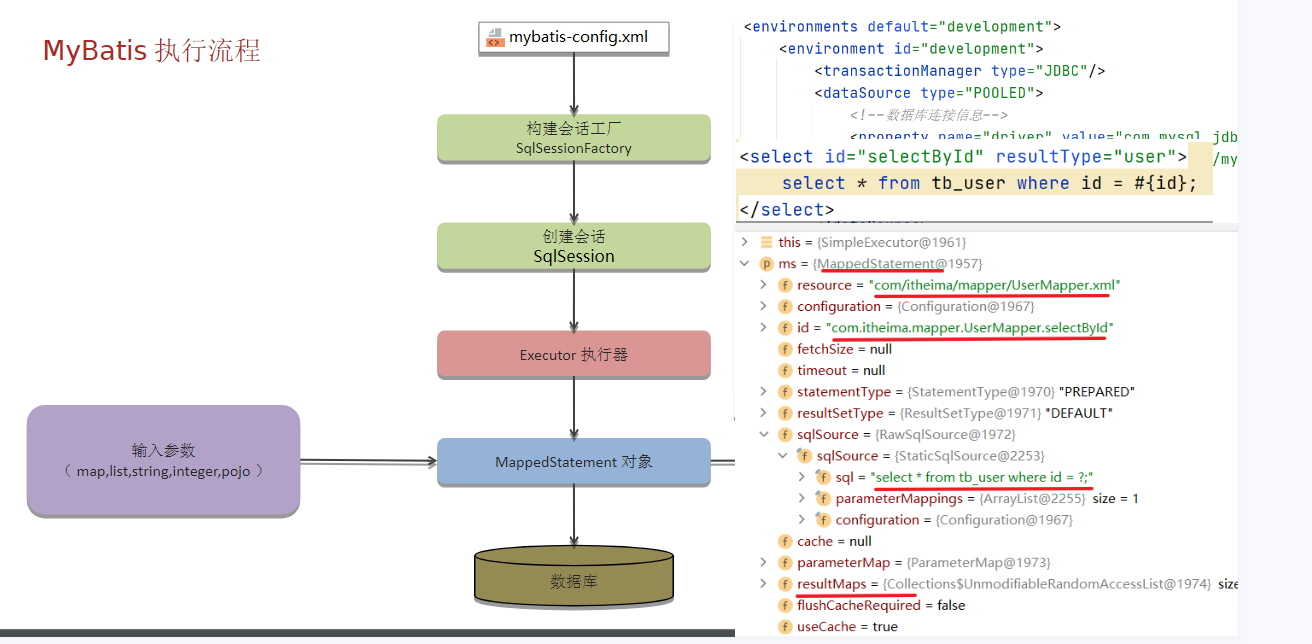 MyBatis 执行流程
mybatis-config.xml
构建会话工厂
SqlSessionFactory
创建会话
SqlSession
Executor 执行器
输入参数
（ map,list,string,integer,pojo ）
MappedStatement 对象
数据库
<environments default="development">
<environment id="development">
<transactionManager type="JDBC"/>
<dataSource type="POOLED">
<!--数据库连接信息-->
<property name="driver" value="com.mysql.jdb
/my
<select id="selectById" resultType="user">
select * from tb_user where id = #{id};
</select>
this = {SimpleExecutor@1961}
p ms = {MappedStatement@1957}
f resource = "com/itheima/mapper/UserMapper.xml"
f configuration = {Configuration@1967}
f id = "com.itheima.mapper.UserMapper.selectById"
f fetchSize = null
f timeout = null
f statementType = {StatementType@1970} "PREPARED"
f resultSetType = {ResultSetType@1971} "DEFAULT"
f sqlSource = {RawSqlSource@1972}
f sqlSource = {StaticSqlSource@2253}
f sql = "select * from tb_user where id = ?;"
f parameterMappings = {ArrayList@2255} size = 1
f configuration = {Configuration@1967}
f cache = null
f parameterMap = {ParameterMap@1973}
f resultMaps = {Collections$UnmodifiableRandomAccessList@1974} size
f flushCacheRequired = false
f useCache = true